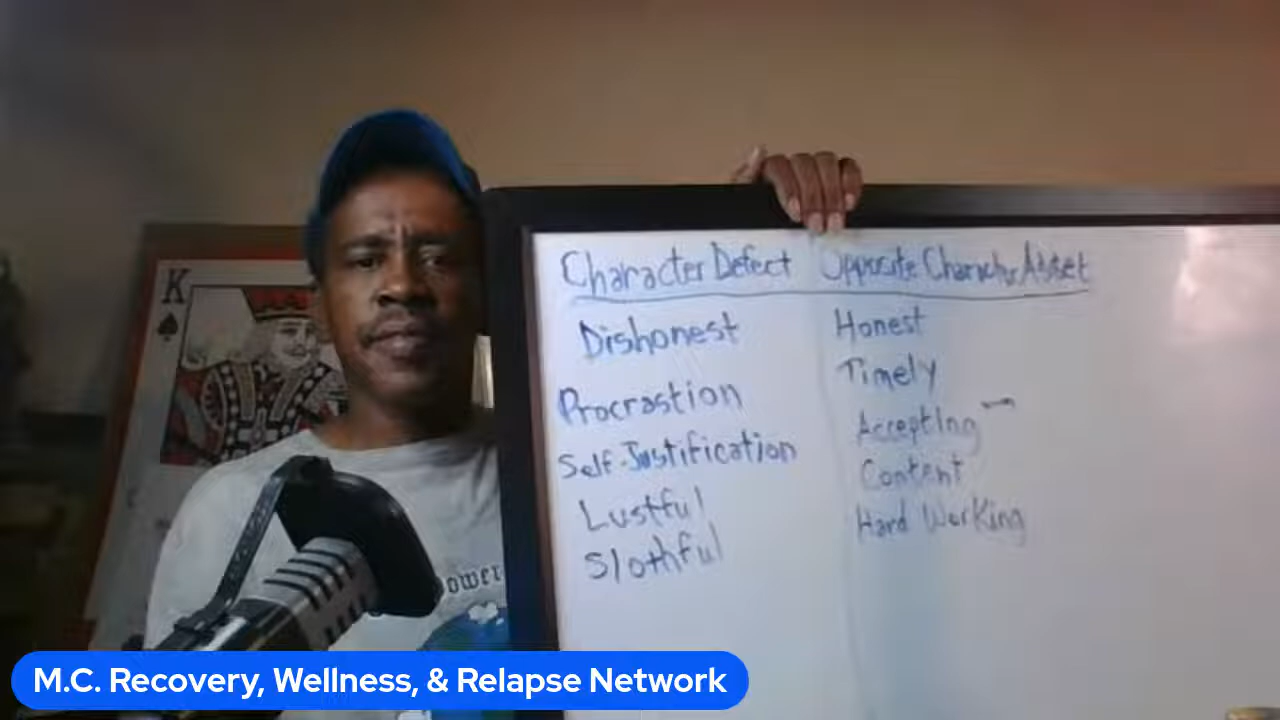 K
Character Defect Opposite Character Asset
Dishonest Honest
Procrastion Timely
Self-Justification Accepting
Lustful Content
Slothful Hard Working
Power
M.C. Recovery, Wellness, & Relapse Network